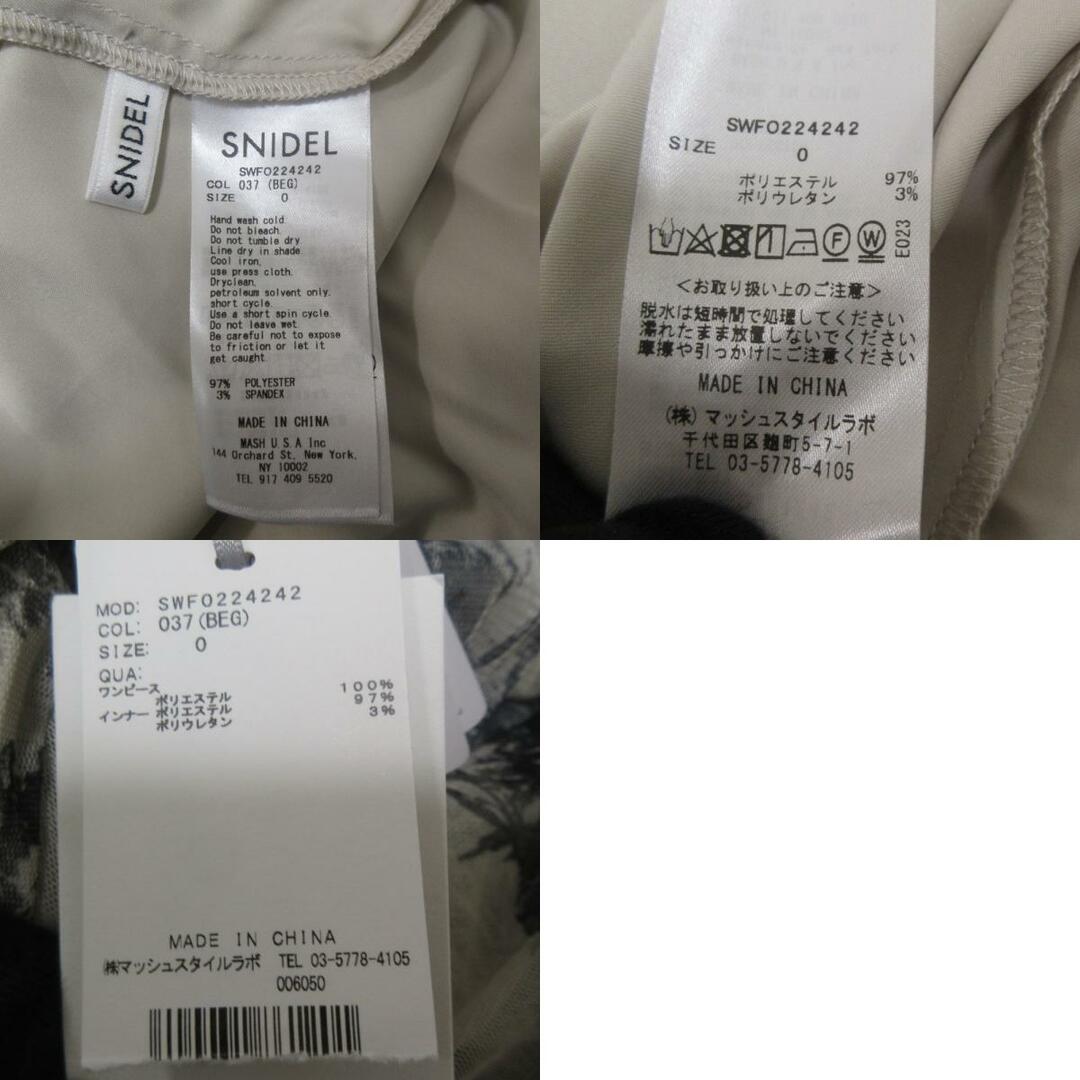 SNIDEL
SNIDEL
SWFO224242
COL 037 (BEG)
SIZE 0
Hand wash cold.
Do not bleach.
Do not tumble dry.
Line dry in shade.
Cool iron,
use press cloth.
Dryclean,
petroleum solvent only.
short cycle.
Use a short spin cycle.
Do not leave wet.
Be careful not to expose
to friction or let it
get caught.
97% POLYESTER
3% SPANDEX
MADE IN CHINA
MASH U S A Inc
144 Orchard St, New York,
NY 10002
TEL 917 409 5520
SWFO224242
SIZE 0
ポリエステル 97%
ポリウレタン 3%
E023
<お取り扱い上のご注意>
脱水は短時間で処理してください
濡れたまま放置しないでください
摩擦や引っかけにご注意ください
MADE IN CHINA
(株) マッシュスタイルラボ
千代田区麹町5-7-1
TEL 03-5778-4105
MOD: SWFO224242
COL: 037(BEG)
SIZE: 0
QUA:
ワンピース
ポリエステル 100%
インナー ポリエステル 97%
ポリウレタン 3%
MADE IN CHINA
㈱マッシュスタイルラボ TEL 03-5778-4105
006050